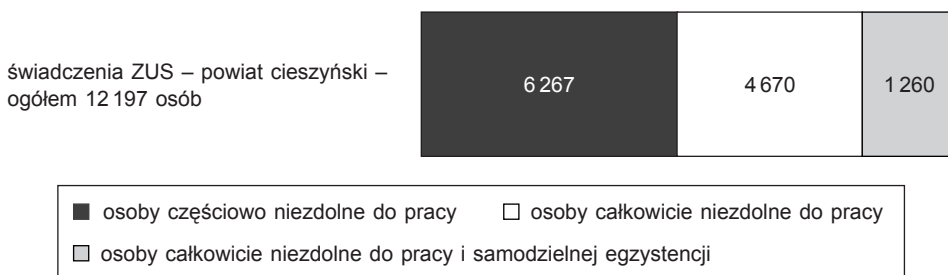 świadczenia ZUS – powiat cieszyński –
ogółem 12 197 osób
6 267 4 670 1 260
osoby częściowo niezdolne do pracy osoby całkowicie niezdolne do pracy
osoby całkowicie niezdolne do pracy i samodzielnej egzystencji